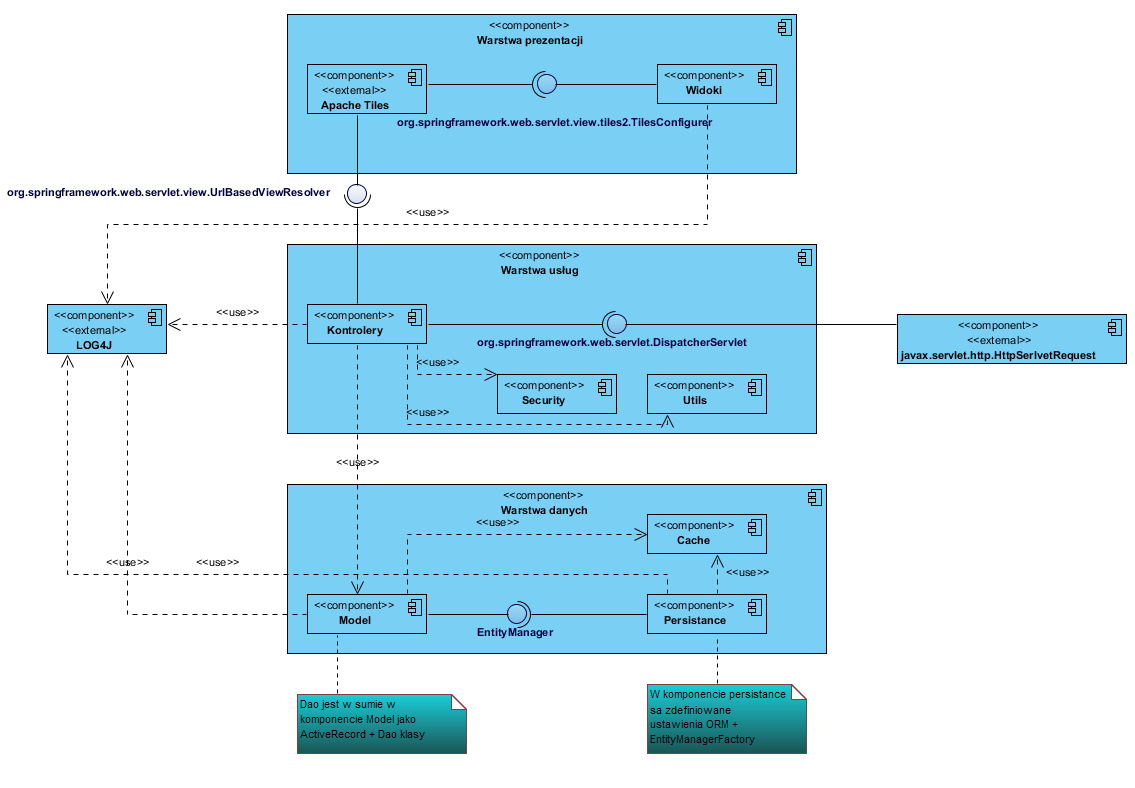 <<component>>
Warstwa prezentacji
<<component>>
<<external>>
Apache Tiles
<<component>>
Widoki
org.springframework.web.servlet.view.tiles2.TilesConfigurer
org.springframework.web.servlet.view.UrlBasedViewResolver
<<use>>
<<component>>
Warstwa usług
<<component>>
<<external>>
LOG4J
<<use>>
<<component>>
Kontrolery
org.springframework.web.servlet.DispatcherServlet
<<component>>
<<external>>
javax.servlet.http.HttpSerlvetRequest
<<use>>
<<component>>
Security
<<component>>
Utils
<<use>>
<<use>>
<<component>>
Warstwa danych
<<use>>
<<component>>
Cache
<<use>>
<<use>>
<<use>>
<<component>>
Model
EntityManager
<<component>>
Persistance
Dao jest w sumie w
komponencie Model jako
ActiveRecord + Dao klasy
W komponencie persistance
sa zdefiniowane
ustawienia ORM +
EntityManagerFactory